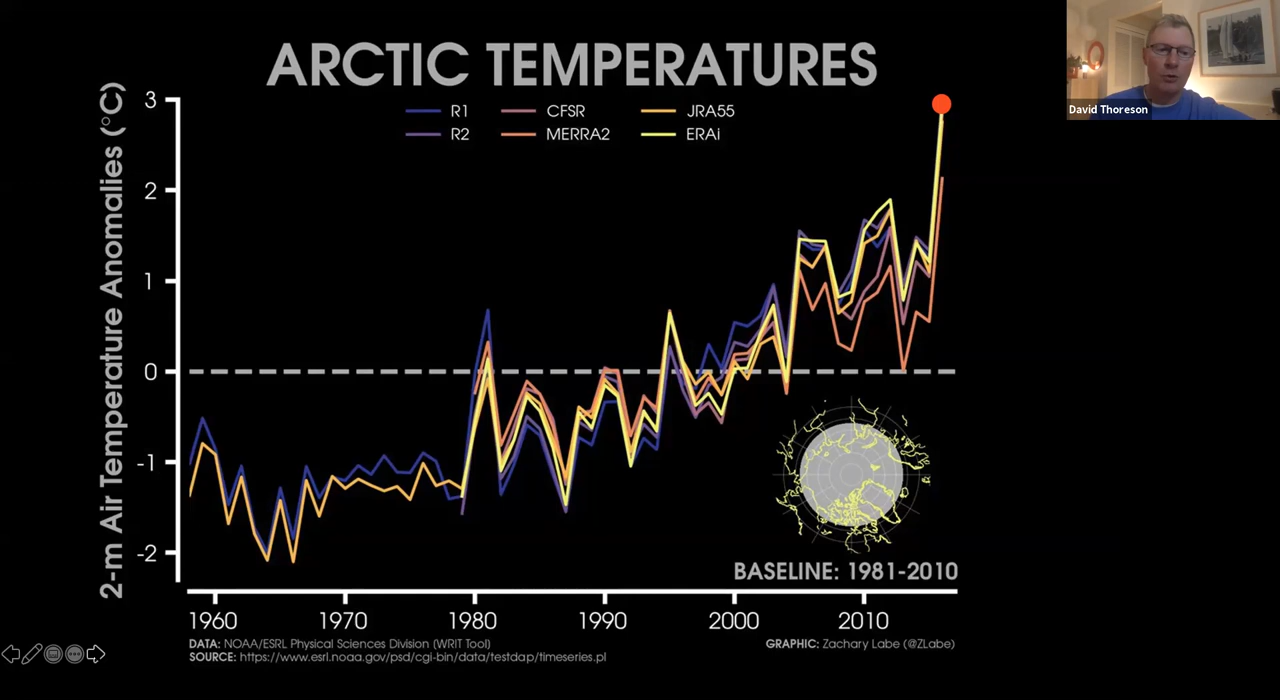 ARCTIC TEMPERATURES
David Thoreson
2-m Air Temperature Anomalies (°C)
R1 CFSR JRA55
R2 MERRA2 ERAi
3
2
1
0
-1
-2
BASELINE: 1981-2010
1960 1970 1980 1990 2000 2010
DATA: NOAA/ESRL Physical Sciences Division (WRIT Tool)
SOURCE: https://www.esrl.noaa.gov/psd/cgi-bin/data/testdap/timeseries.pl
GRAPHIC: Zachary Labe (@ZLabe)